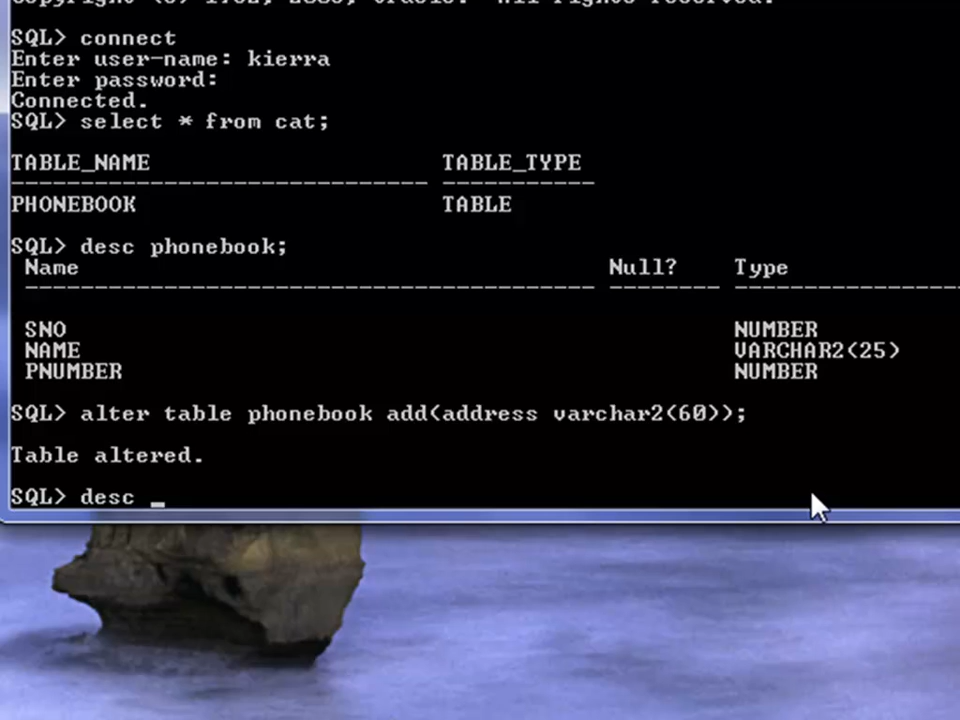 SQL> connect
Enter user-name: kierra
Enter password:
Connected.
SQL> select * from cat;
TABLE_NAME TABLE_TYPE
------------------------------ -----------
PHONEBOOK TABLE
SQL> desc phonebook;
Name Null? Type
----------------------------------------- -------- ----------------
SNO NUMBER
NAME VARCHAR2(25)
PNUMBER NUMBER
SQL> alter table phonebook add(address varchar2(60));
Table altered.
SQL> desc _